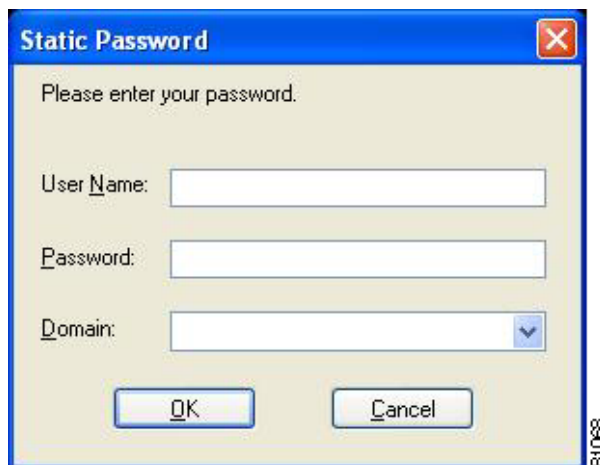 Static Password
Please enter your password.
User Name:
Password:
Domain:
OK
Cancel